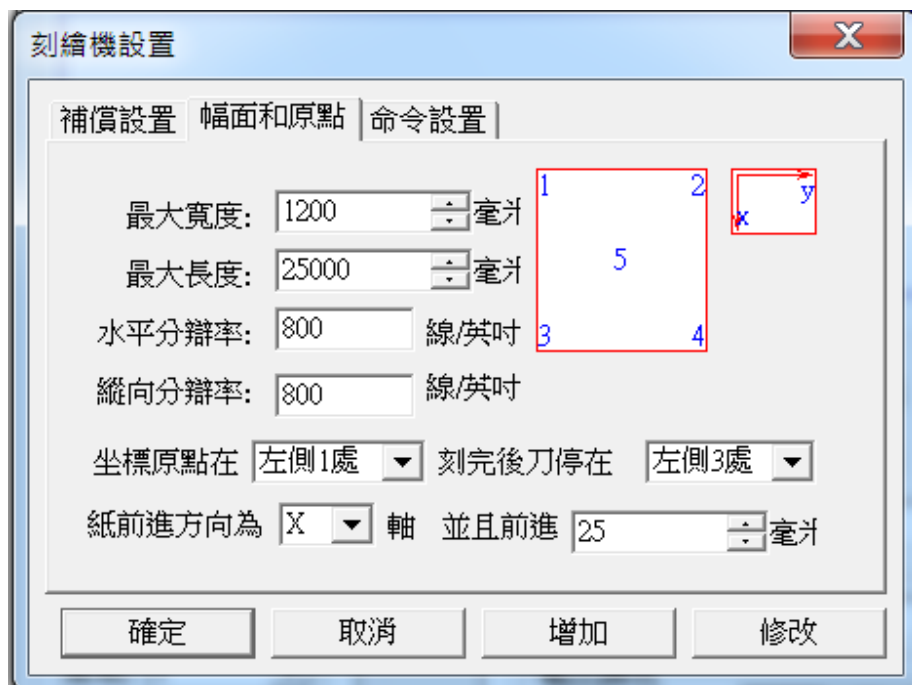 刻繪機設置
補償設置 幅面和原點 命令設置
最大寬度: 1200 毫米
最大長度: 25000 毫米
水平分辯率: 800 線/英吋
縱向分辯率: 800 線/英吋
1 2
5
3 4
y
x
坐標原點在 左側1處 刻完後刀停在 左側3處
紙前進方向為 X 軸 並且前進 25 毫米
確定 取消 增加 修改